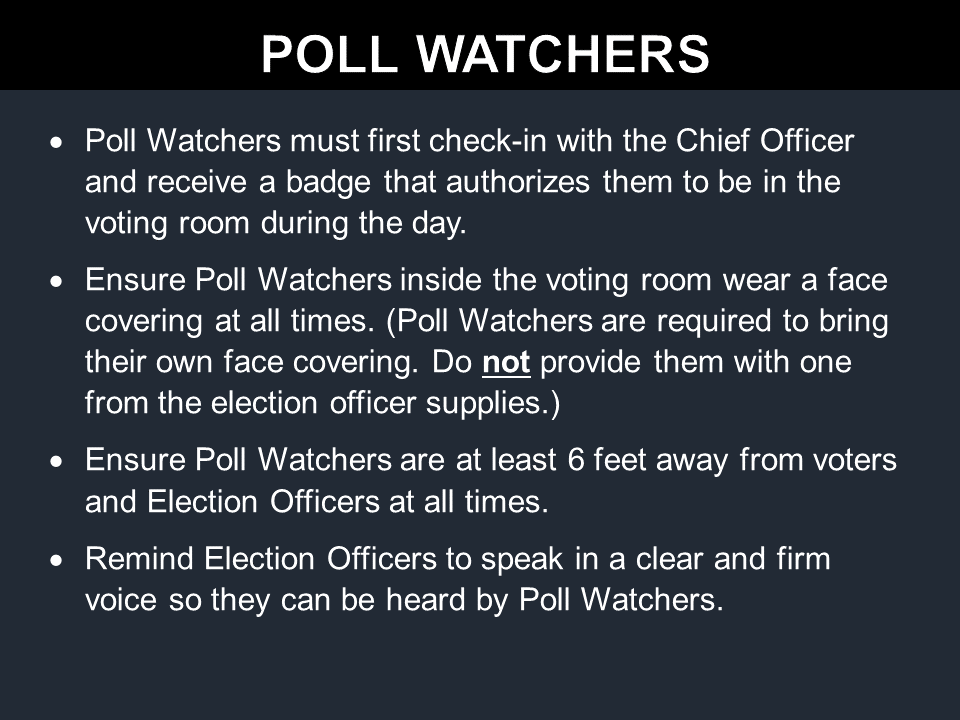 POLL WATCHERS
• Poll Watchers must first check-in with the Chief Officer
and receive a badge that authorizes them to be in the
voting room during the day.
• Ensure Poll Watchers inside the voting room wear a face
covering at all times. (Poll Watchers are required to bring
their own face covering. Do not provide them with one
from the election officer supplies.)
• Ensure Poll Watchers are at least 6 feet away from voters
and Election Officers at all times.
• Remind Election Officers to speak in a clear and firm
voice so they can be heard by Poll Watchers.